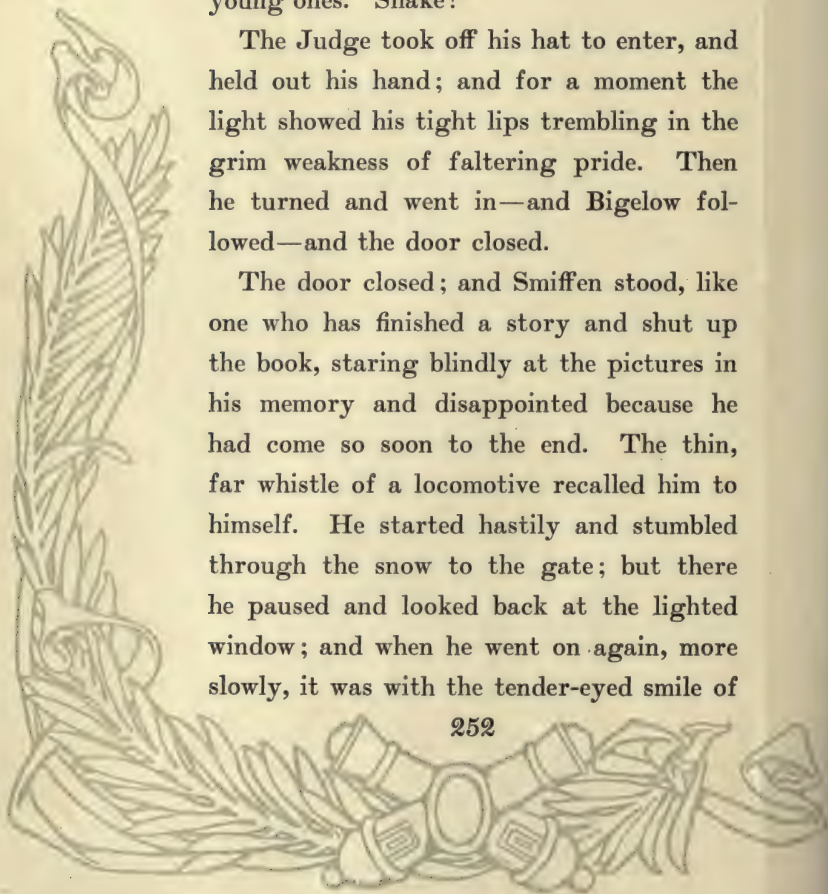 young ones. Shake!
The Judge took off his hat to enter, and
held out his hand; and for a moment the
light showed his tight lips trembling in the
grim weakness of faltering pride. Then
he turned and went in—and Bigelow fol-
lowed—and the door closed.
The door closed; and Smiffen stood, like
one who has finished a story and shut up
the book, staring blindly at the pictures in
his memory and disappointed because he
had come so soon to the end. The thin,
far whistle of a locomotive recalled him to
himself. He started hastily and stumbled
through the snow to the gate; but there
he paused and looked back at the lighted
window; and when he went on again, more
slowly, it was with the tender-eyed smile of
252